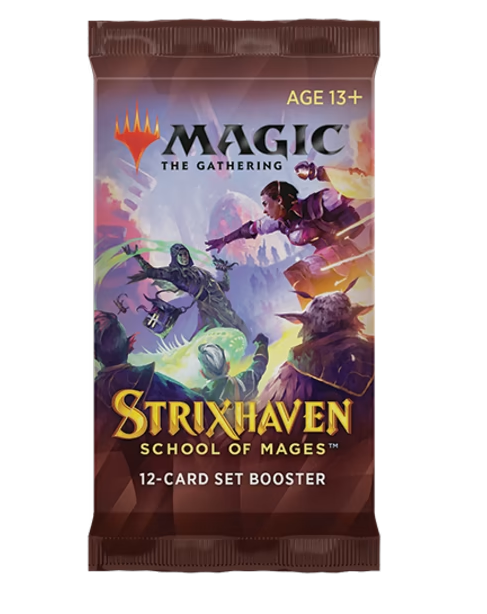 AGE 13+
MAGIC
THE GATHERING
STRIXHAVEN
SCHOOL OF MAGES™
12-CARD SET BOOSTER